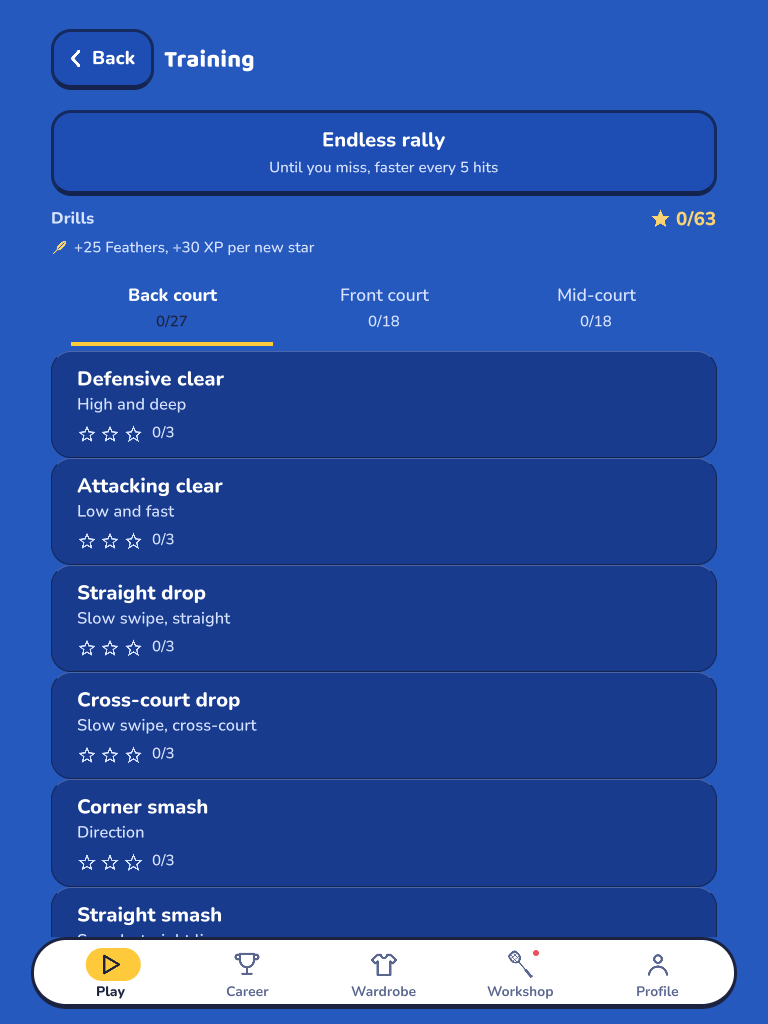 Back
Training
Endless rally
Until you miss, faster every 5 hits
Drills
0/63
+25 Feathers, +30 XP per new star
Back court
Front court
Mid-court
0/27
0/18
0/18
Defensive clear
High and deep
0/3
Attacking clear
Low and fast
0/3
Straight drop
Slow swipe, straight
0/3
Cross-court drop
Slow swipe, cross-court
0/3
Corner smash
Direction
0/3
Straight smash
Play
Career
Wardrobe
Workshop
Profile